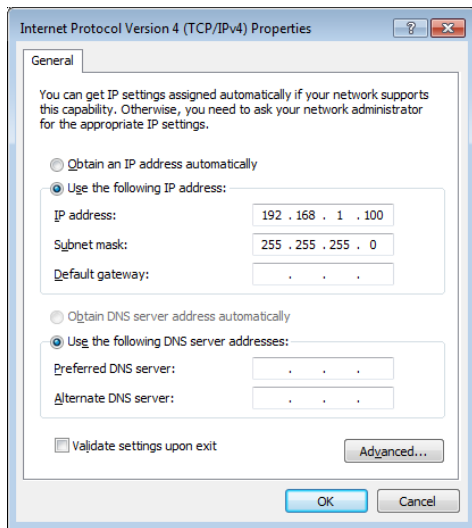 Internet Protocol Version 4 (TCP/IPv4) Properties
General
You can get IP settings assigned automatically if your network supports
this capability. Otherwise, you need to ask your network administrator
for the appropriate IP settings.
Obtain an IP address automatically
Use the following IP address:
IP address: 192 . 168 . 1 . 100
Subnet mask: 255 . 255 . 255 . 0
Default gateway: . . .
Obtain DNS server address automatically
Use the following DNS server addresses:
Preferred DNS server: . . .
Alternate DNS server: . . .
Validate settings upon exit
Advanced...
OK Cancel